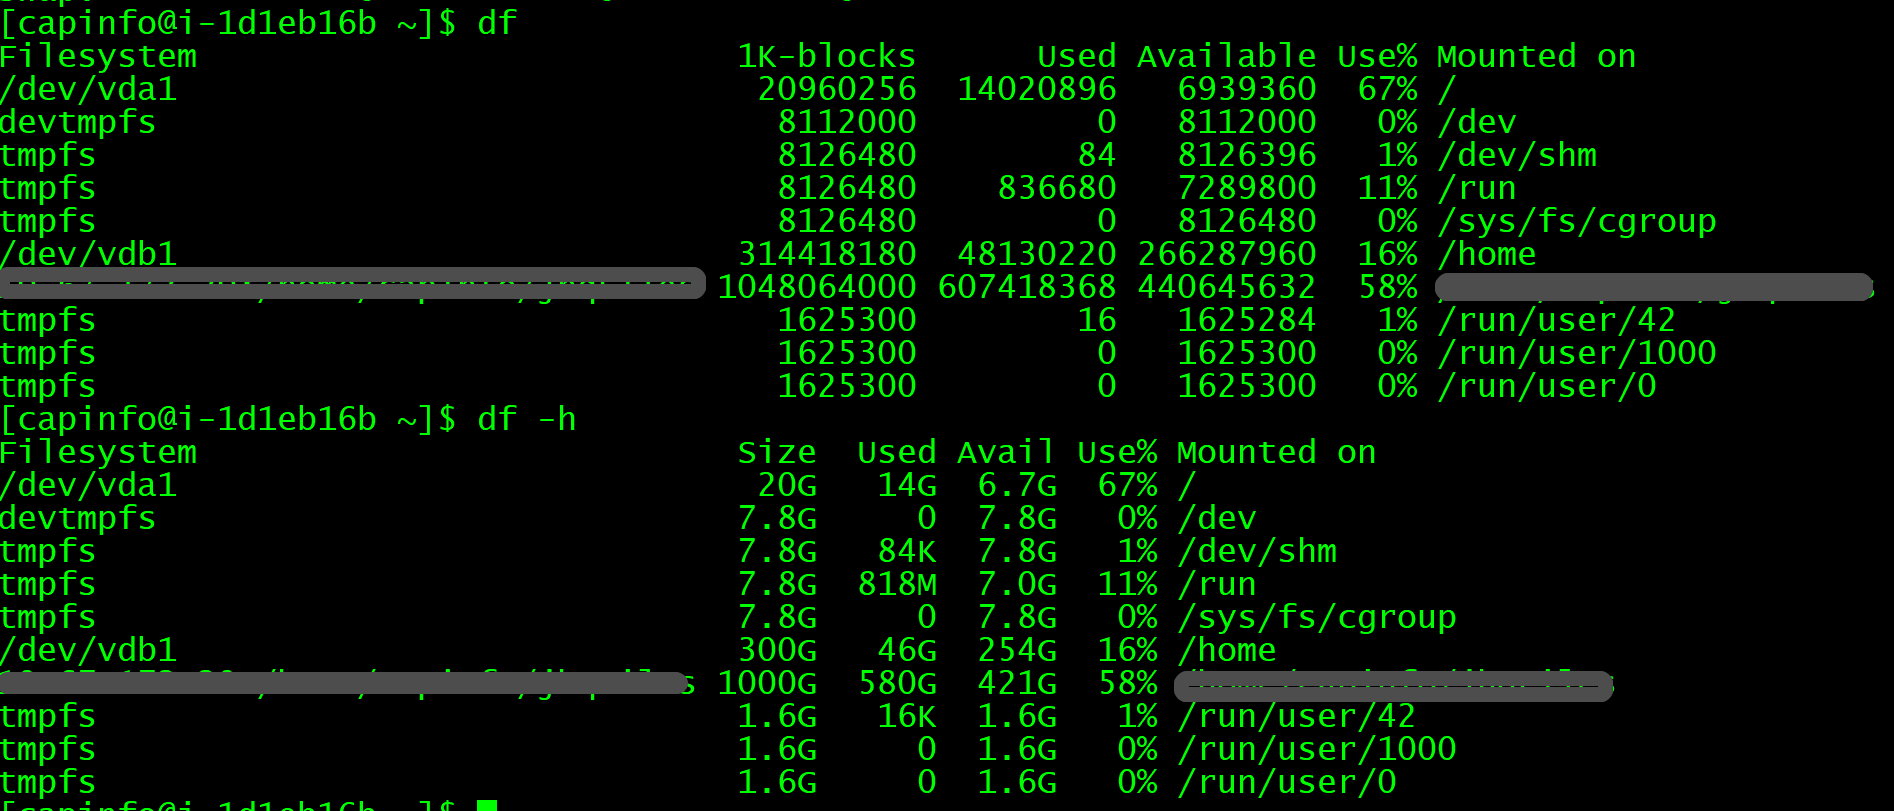 [capinfo@i-1d1eb16b ~]$ df
Filesystem 1K-blocks Used Available Use% Mounted on
/dev/vda1 20960256 14020896 6939360 67% /
devtmpfs 8112000 0 8112000 0% /dev
tmpfs 8126480 84 8126396 1% /dev/shm
tmpfs 8126480 836680 7289800 11% /run
tmpfs 8126480 0 8126480 0% /sys/fs/cgroup
/dev/vdb1 314418180 48130220 266287960 16% /home
1048064000 607418368 440645632 58%
tmpfs 1625300 16 1625284 1% /run/user/42
tmpfs 1625300 0 1625300 0% /run/user/1000
tmpfs 1625300 0 1625300 0% /run/user/0
[capinfo@i-1d1eb16b ~]$ df -h
Filesystem Size Used Avail Use% Mounted on
/dev/vda1 20G 14G 6.7G 67% /
devtmpfs 7.8G 0 7.8G 0% /dev
tmpfs 7.8G 84K 7.8G 1% /dev/shm
tmpfs 7.8G 818M 7.0G 11% /run
tmpfs 7.8G 0 7.8G 0% /sys/fs/cgroup
/dev/vdb1 300G 46G 254G 16% /home
1000G 580G 421G 58%
tmpfs 1.6G 16K 1.6G 1% /run/user/42
tmpfs 1.6G 0 1.6G 0% /run/user/1000
tmpfs 1.6G 0 1.6G 0% /run/user/0
[capinfo@i-1d1eb16b ~]$